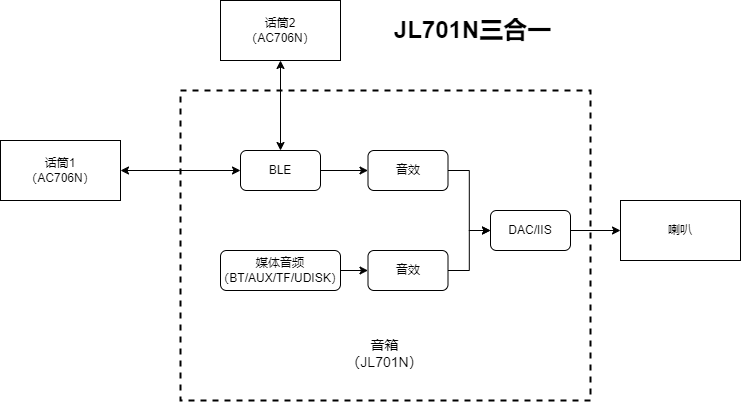 话筒2
（AC706N）
JL701N三合一
话筒1
（AC706N）
BLE
音效
DAC/IIS
喇叭
媒体音频
（BT/AUX/TF/UDISK）
音效
音箱
（JL701N）